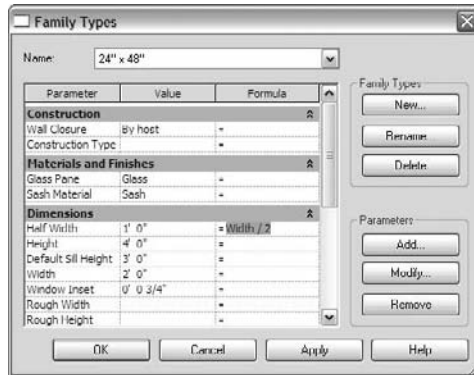 Family Types
Name: 24" x 48"
Parameter Value Formula
Construction
Wall Closure By host =
Construction Type =
Materials and Finishes
Glass Pane Glass =
Sash Material Sash =
Dimensions
Half Width 1' 0" = Width / 2
Height 4' 0" =
Default Sill Height 3' 0" =
Width 2' 0" =
Window Inset 0' 0 3/4" =
Rough Width =
Rough Height =
Family Types
New...
Rename...
Delete
Parameters
Add...
Modify...
Remove
OK Cancel Apply Help